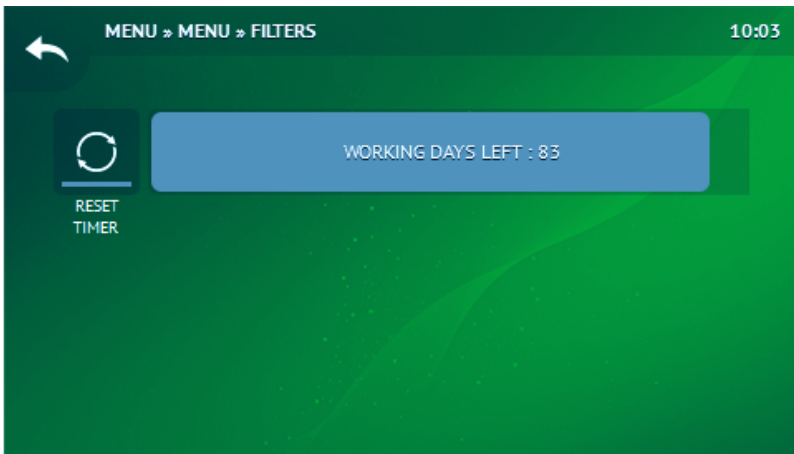 MENU » MENU » FILTERS
10:03
WORKING DAYS LEFT : 83
RESET
TIMER